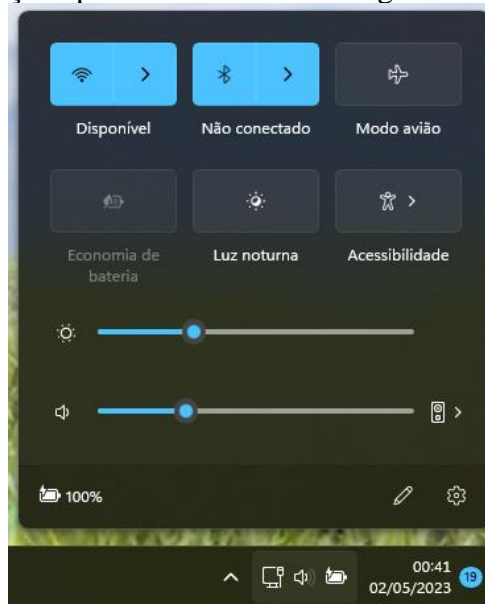 Disponível
Não conectado
Modo avião
Economia de
bateria
Luz noturna
Acessibilidade
100%
00:41
02/05/2023
19